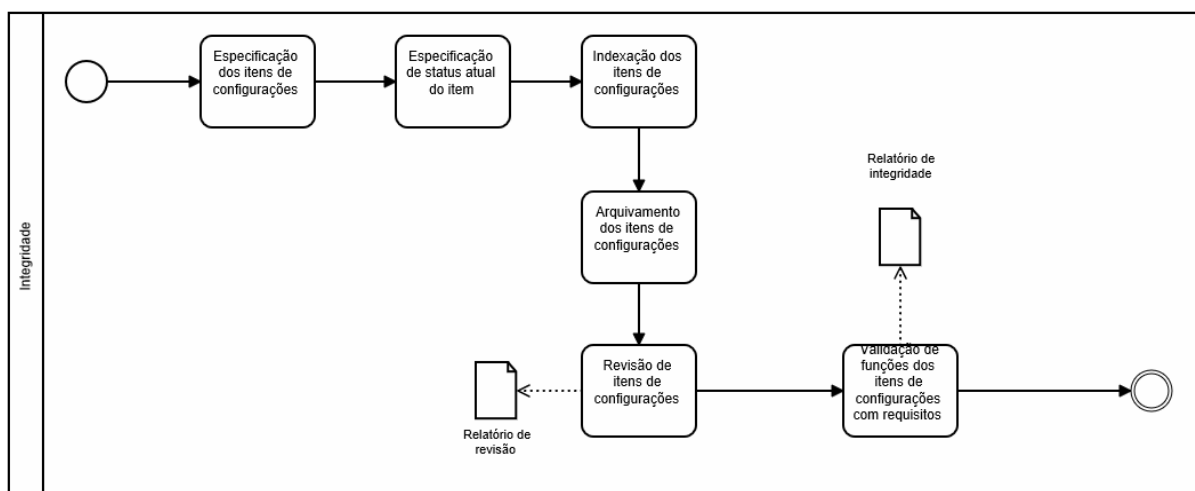 Integridade
Especificação
dos itens de
configurações
Especificação
de status atual
do item
Indexação dos
itens de
configurações
Arquivamento
dos itens de
configurações
Relatório de
integridade
Revisão de
itens de
configurações
Relatório de
revisão
Validação de
funções dos
itens de
configurações
com requisitos